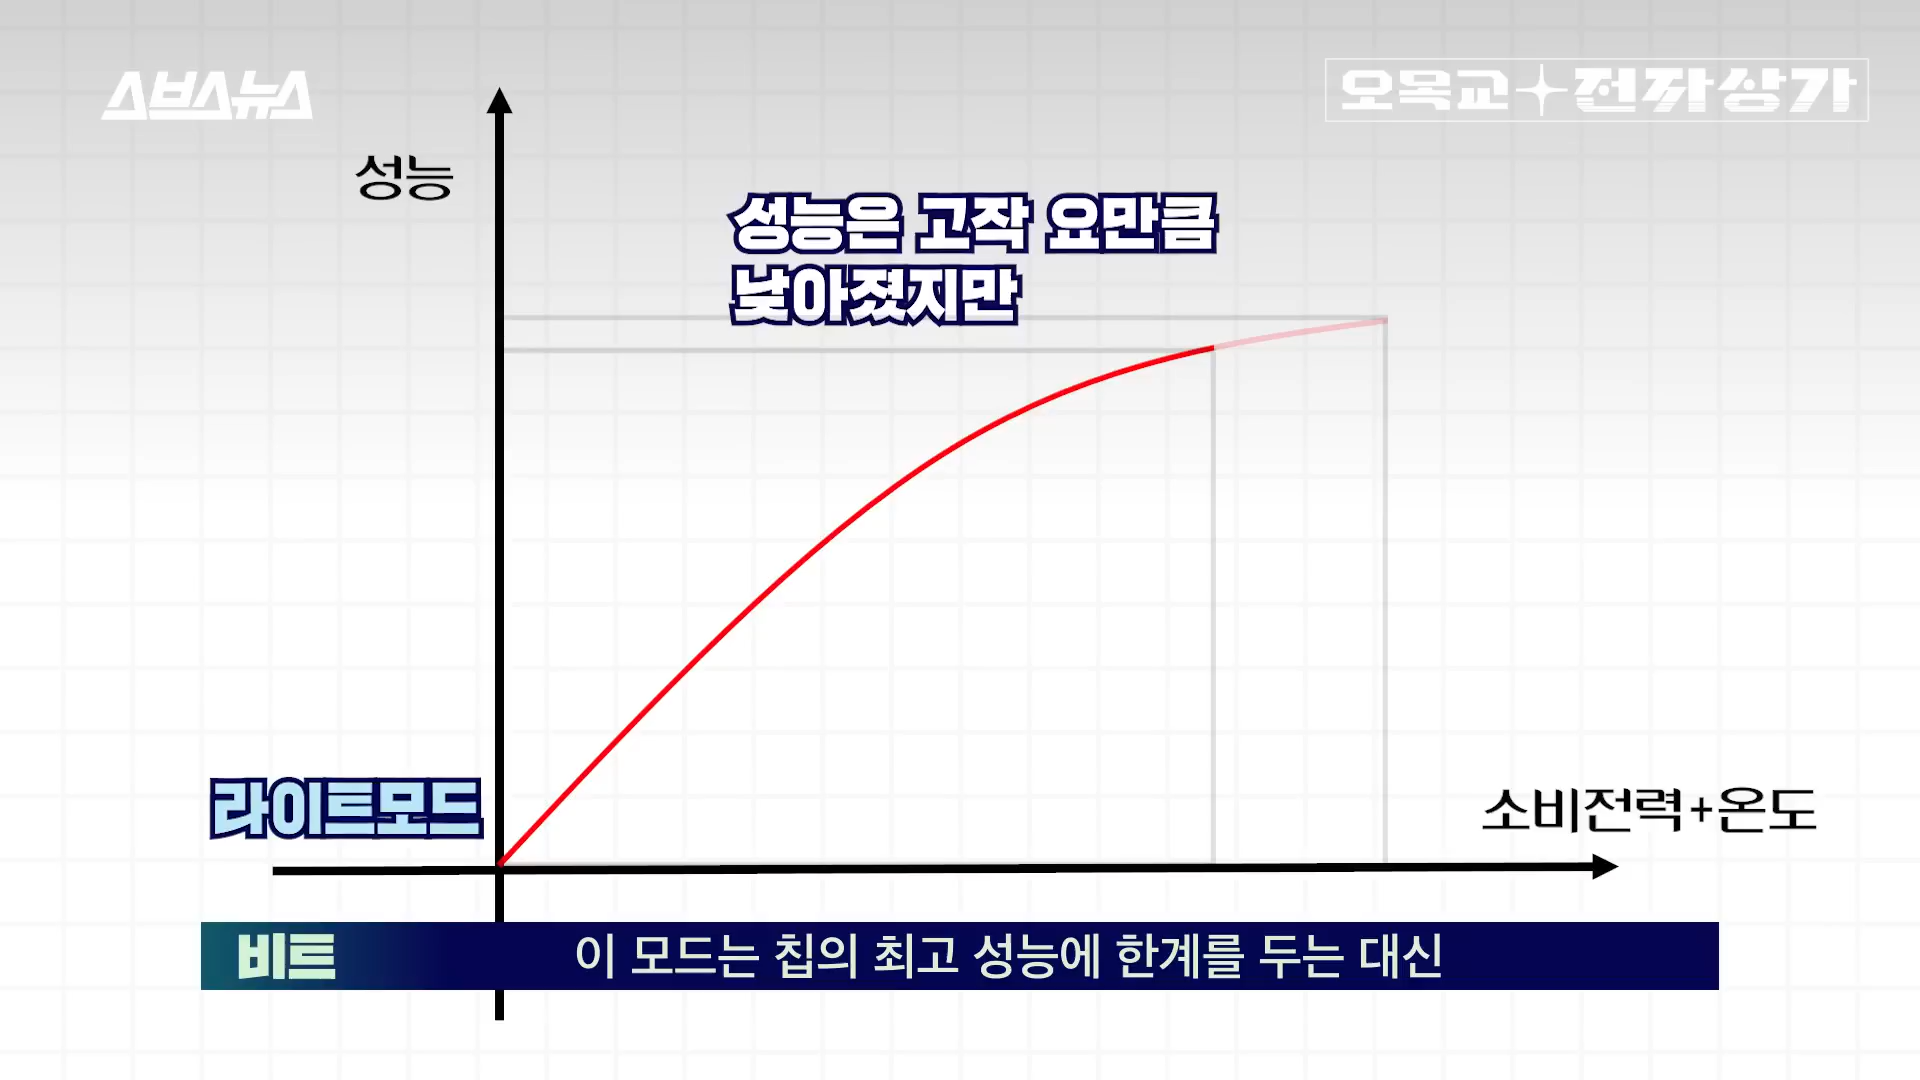 스브스뉴스
오목교 전자상가
성능
성능은 고작 요만큼
낮아졌지만
라이트모드
소비전력+온도
비트
이 모드는 칩의 최고 성능에 한계를 두는 대신